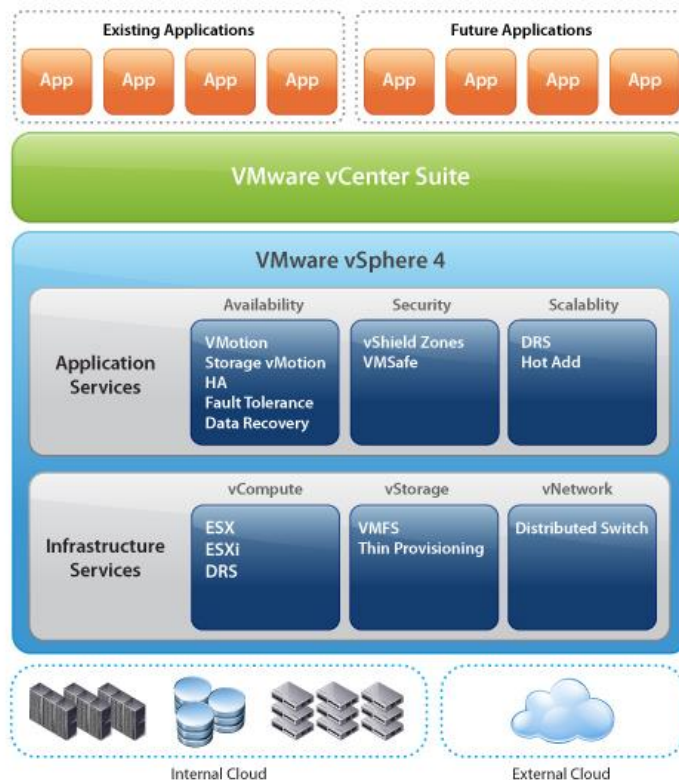 Existing Applications
Future Applications
App
App
App
App
App
App
App
App
VMware vCenter Suite
VMware vSphere 4
Availability
Security
Scalablity
Application
Services
VMotion
Storage vMotion
HA
Fault Tolerance
Data Recovery
vShield Zones
VMSafe
DRS
Hot Add
vCompute
vStorage
vNetwork
Infrastructure
Services
ESX
ESXi
DRS
VMFS
Thin Provisioning
Distributed Switch
Internal Cloud
External Cloud